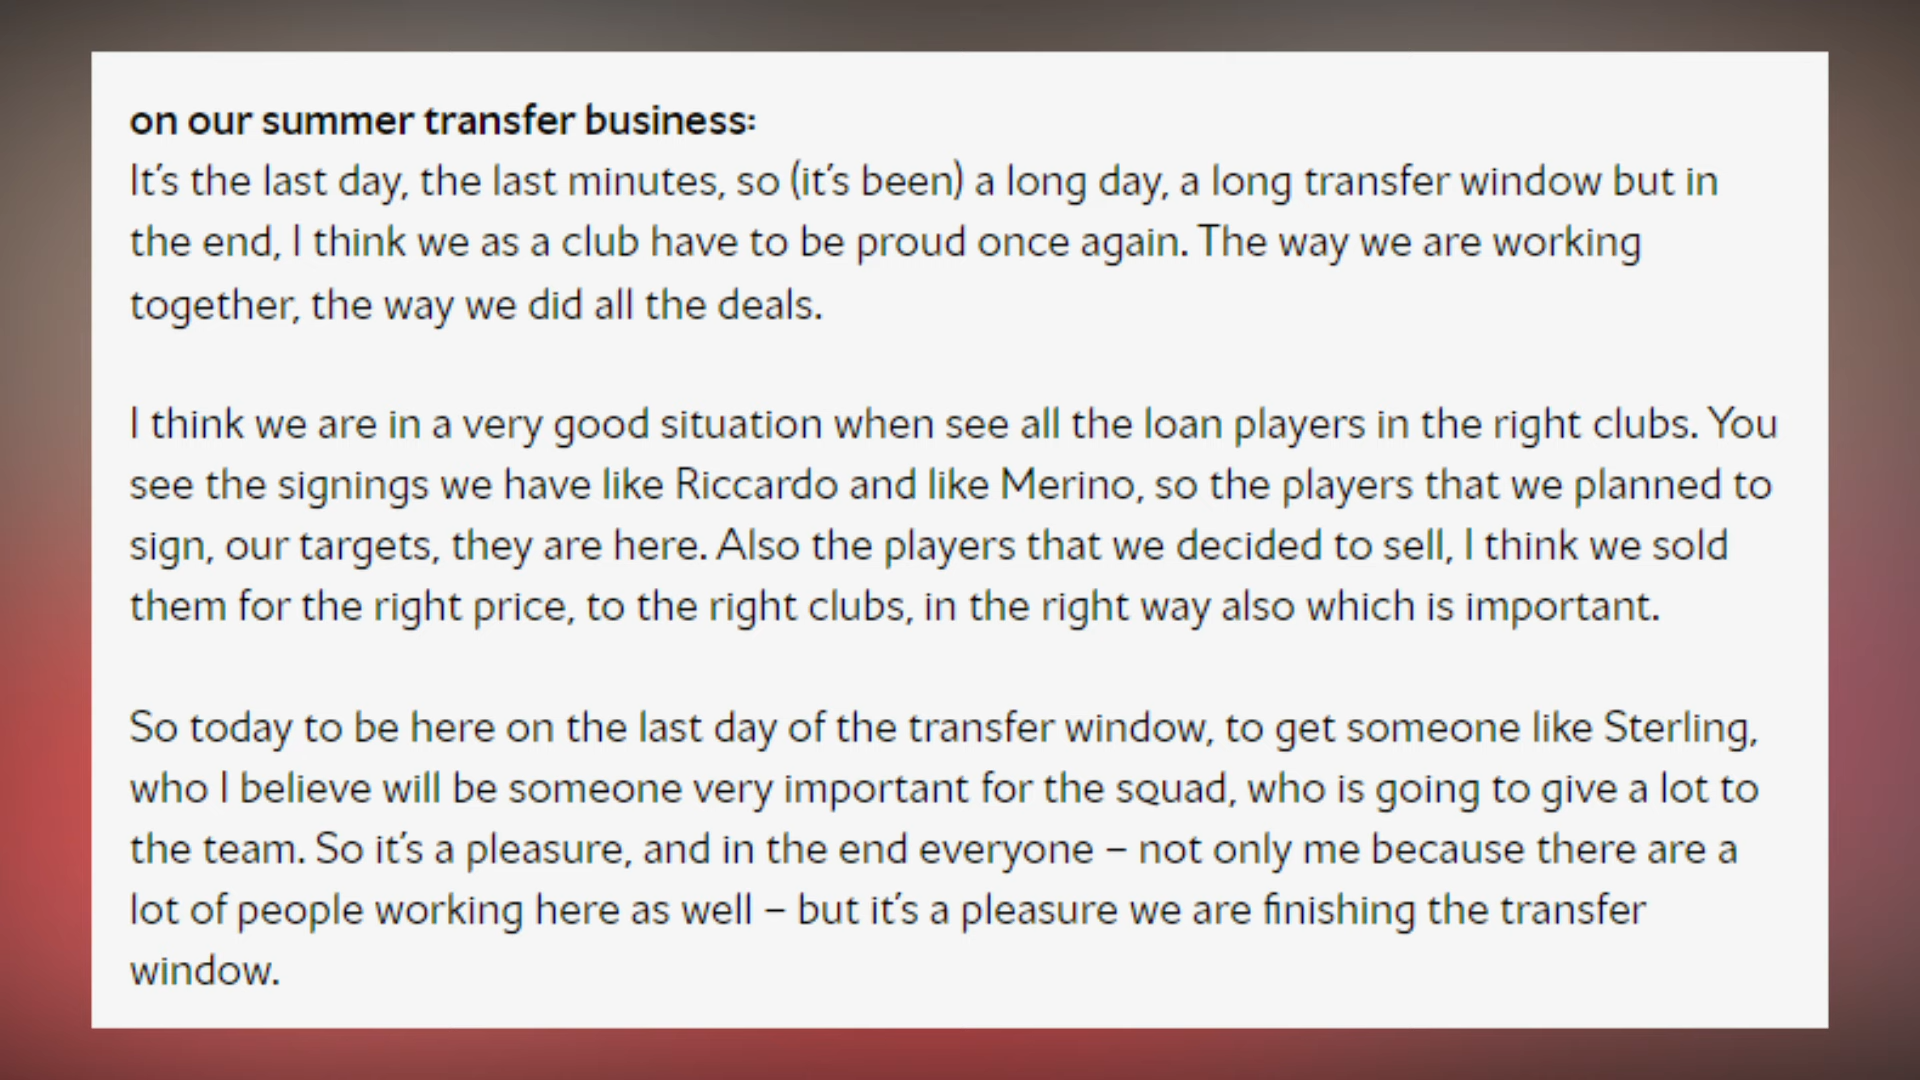 on our summer transfer business:
It’s the last day, the last minutes, so (it’s been) a long day, a long transfer window but in
the end, I think we as a club have to be proud once again. The way we are working
together, the way we did all the deals.
I think we are in a very good situation when see all the loan players in the right clubs. You
see the signings we have like Riccardo and like Merino, so the players that we planned to
sign, our targets, they are here. Also the players that we decided to sell, I think we sold
them for the right price, to the right clubs, in the right way also which is important.
So today to be here on the last day of the transfer window, to get someone like Sterling,
who I believe will be someone very important for the squad, who is going to give a lot to
the team. So it’s a pleasure, and in the end everyone – not only me because there are a
lot of people working here as well – but it’s a pleasure we are finishing the transfer
window.